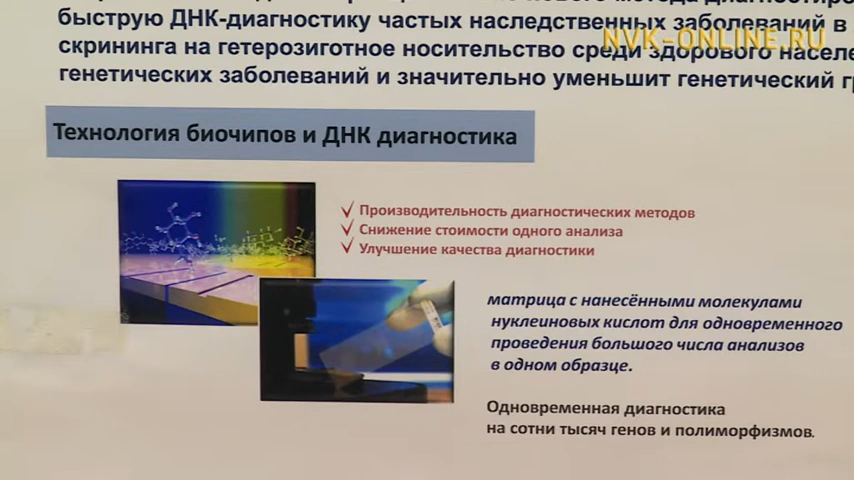 быструю ДНК-диагностику частых наследственных заболеваний в
скрининга на гетерозиготное носительство среди здорового
генетических заболеваний и значительно уменьшит генетический
NVK-ONLINE.RU
Технология биочипов и ДНК диагностика
Производительность диагностических методов
Снижение стоимости одного анализа
Улучшение качества диагностики
матрица с нанесёнными молекулами
нуклеиновых кислот для одновременного
проведения большого числа анализов
в одном образце.
Одновременная диагностика
на сотни тысяч генов и полиморфизмов.